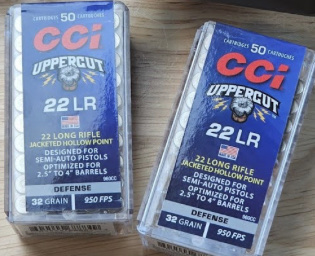 CARTRIDGES 50 CARTOUCHES
CCI
UPPERCUT
22 LR
22 LONG RIFLE
JACKETED HOLLOW POINT
DESIGNED FOR
SEMI-AUTO PISTOLS
OPTIMIZED FOR
2.5" TO 4" BARRELS
DEFENSE
32 GRAIN 950 FPS
CARTRIDGES 50 CARTOUCHES
CCI
UPPERCUT
22 LR
22 LONG RIFLE
JACKETED HOLLOW POINT
DESIGNED FOR
SEMI-AUTO PISTOLS
OPTIMIZED FOR
2.5" TO 4" BARRELS
DEFENSE
32 GRAIN 950 FPS